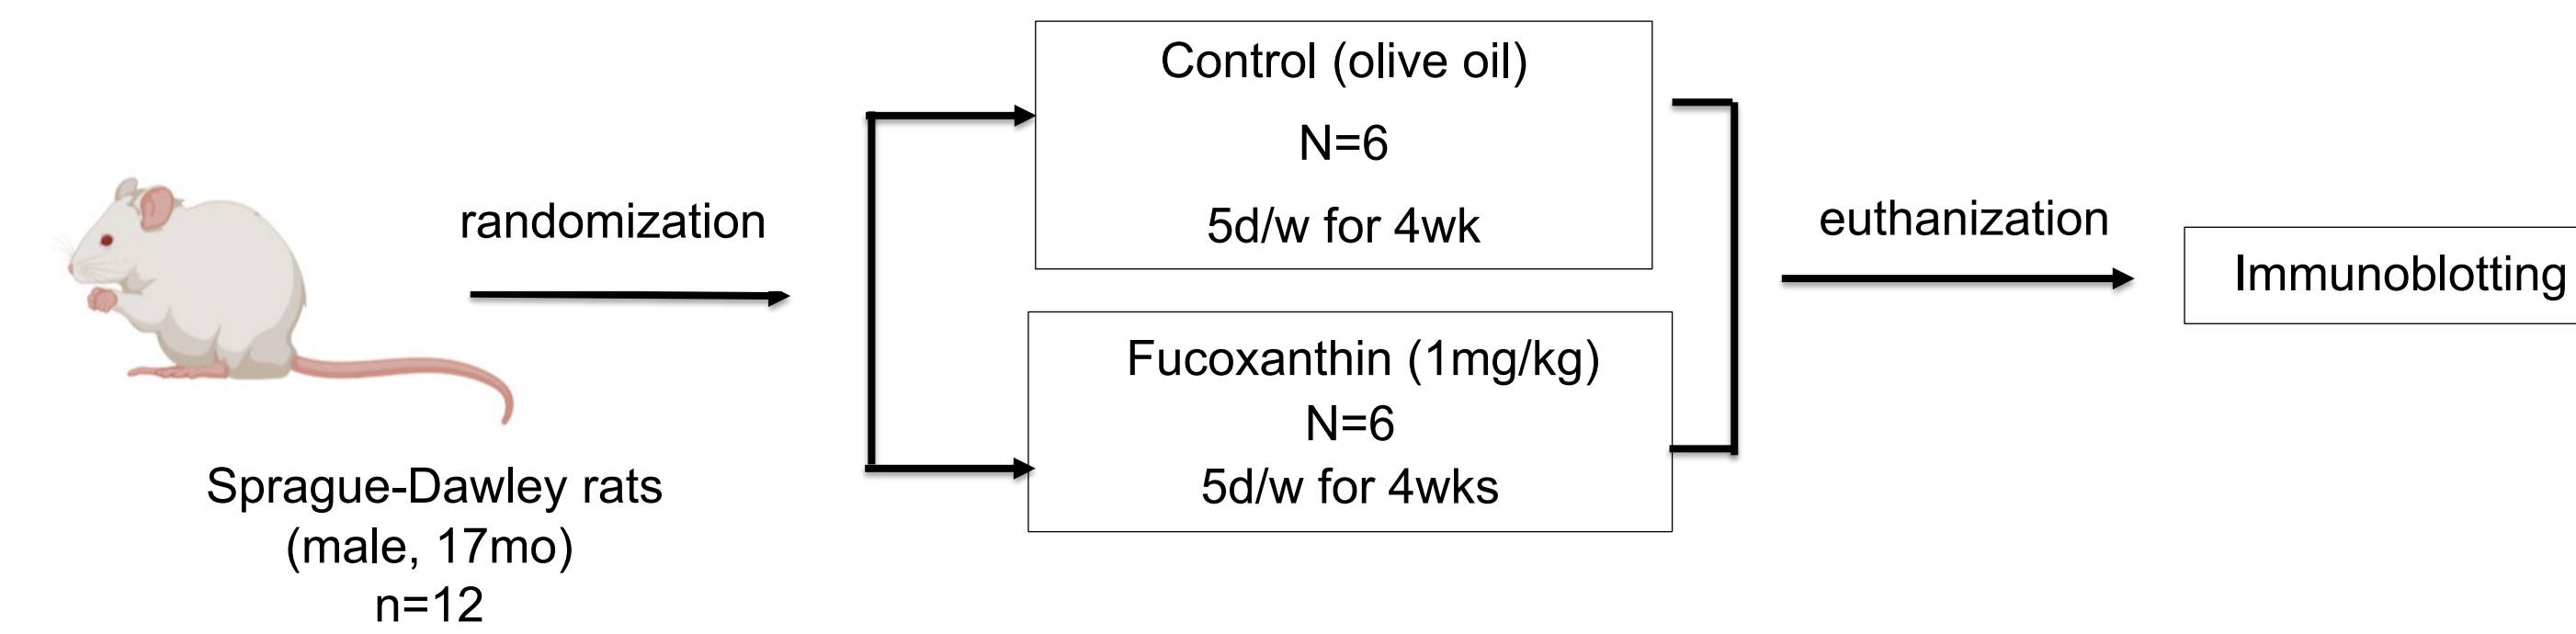 randomization
Sprague-Dawley rats
(male, 17mo)
n=12
Control (olive oil)
N=6
5d/w for 4wk
Fucoxanthin (1mg/kg)
N=6
5d/w for 4wks
euthanization
Immunoblotting